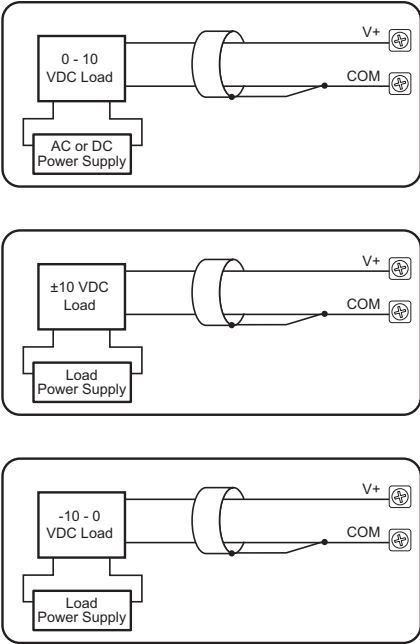 V+
0 - 10
VDC Load
COM
AC or DC
Power Supply
V+
±10 VDC
Load
COM
Load
Power Supply
V+
-10 - 0
VDC Load
COM
Load
Power Supply